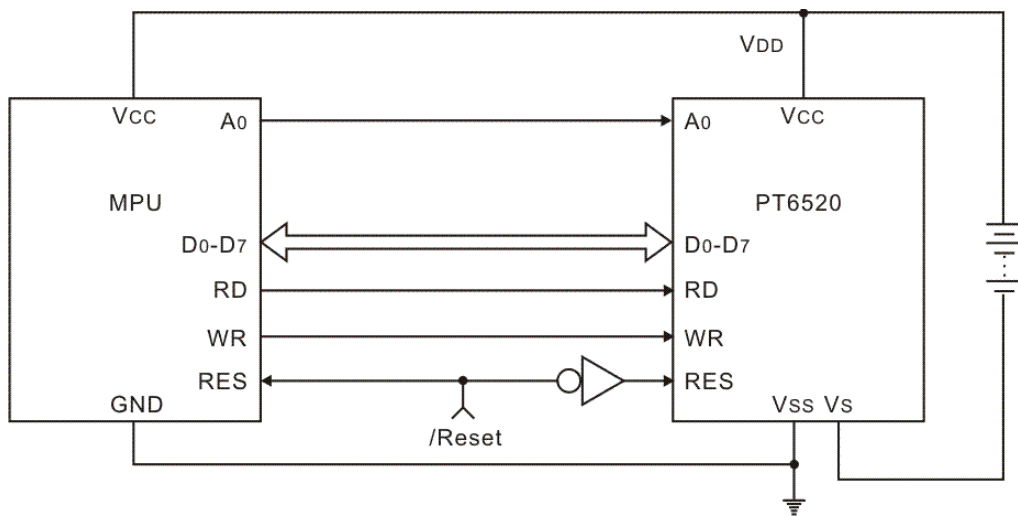 VDD
VCC
A0
MPU
D0-D7
RD
WR
RES
GND
/Reset
VCC
A0
PT6520
D0-D7
RD
WR
RES
VSS VS